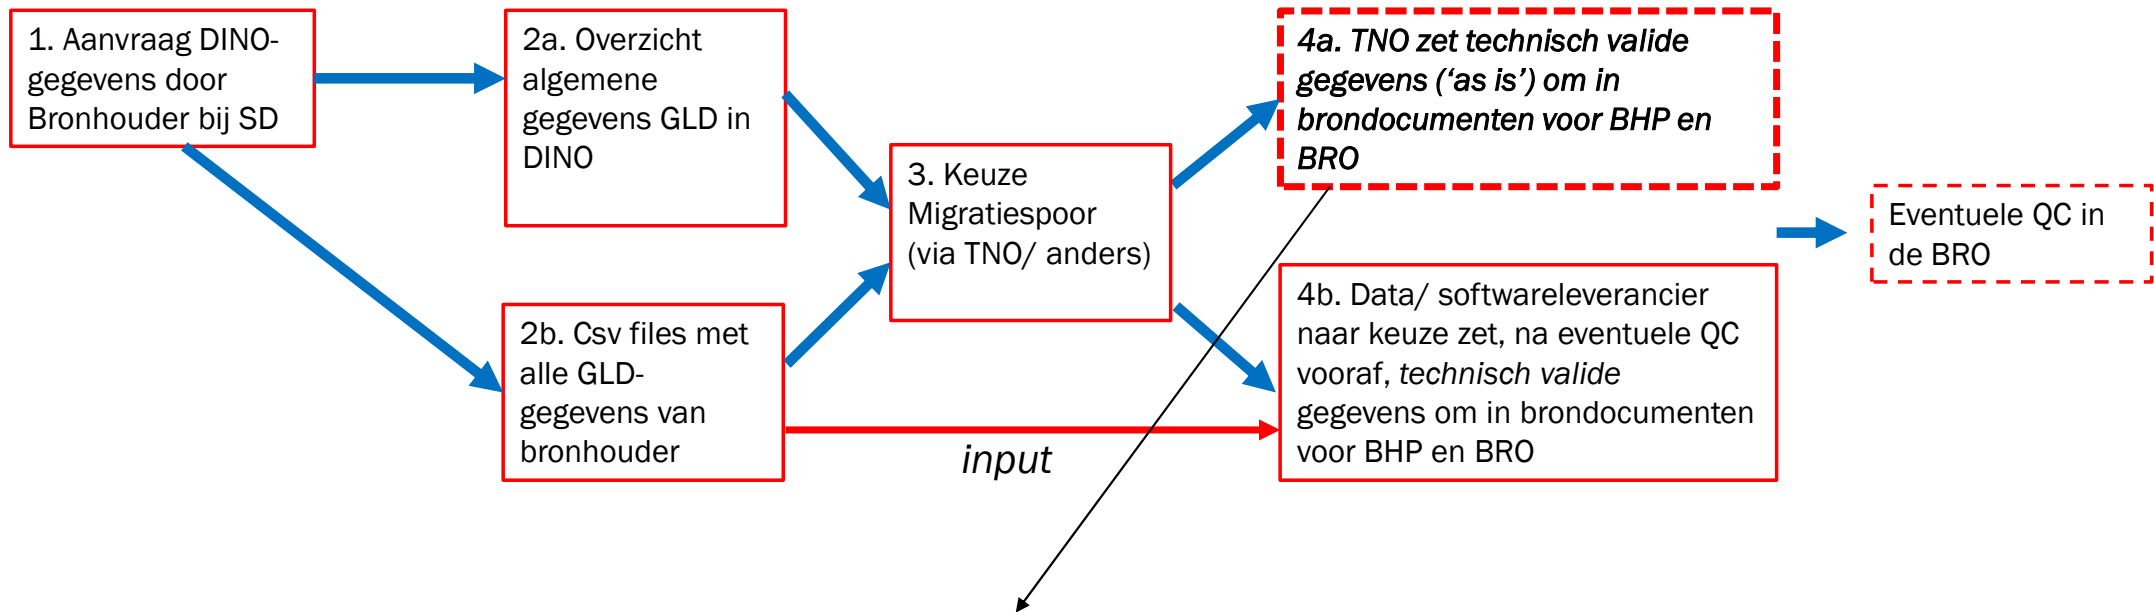 1. Aanvraag DINO-
gegevens door
Bronhouder bij SD
2a. Overzicht
algemene
gegevens GLD in
DINO
2b. Csv files met
alle GLD-
gegevens van
bronhouder
3. Keuze
Migratiespoor
(via TNO/ anders)
input
4a. TNO zet technisch valide
gegevens (‘as is’) om in
brondocumenten voor BHP en
BRO
4b. Data/ softwareleverancier
naar keuze zet, na eventuele QC
vooraf, technisch valide
gegevens om in brondocumenten
voor BHP en BRO
Eventuele QC in
de BRO